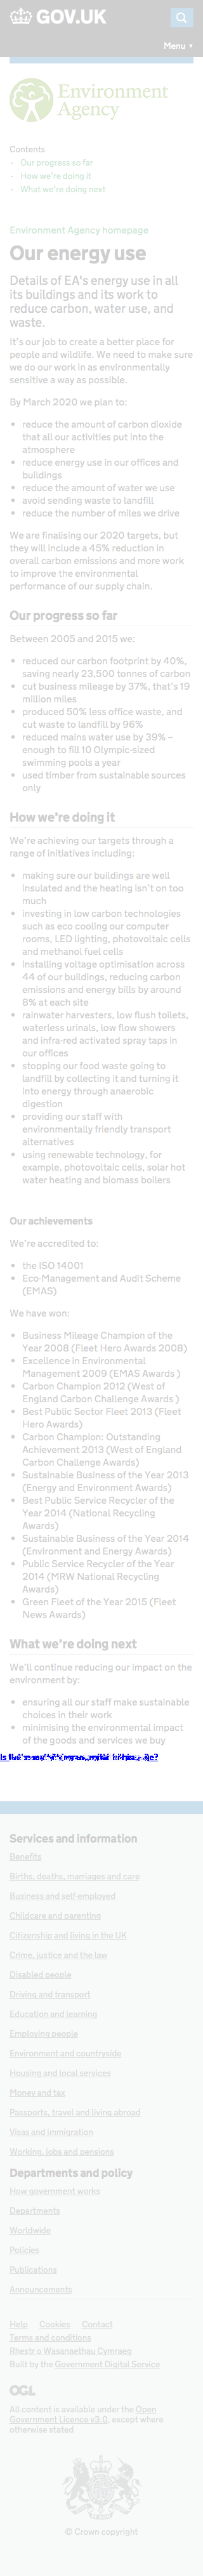 GOV.UK
Menu
Environment
Agency
Contents
Progress so far
How we're doing it
What we're doing next
Environment Agency homepage
Our energy use
Details of EA's energy use in all
its buildings and its work to
reduce carbon, water use, and
waste.
It's our job to create a better place for
people and wildlife. We need to make sure
we do our work in as environmentally
sensitive a way as possible.
By March 2020 we plan to:
reduce the amount of carbon dioxide
that all our activities put into the
atmosphere
reduce energy use in our offices and
buildings
reduce the amount of water we use
avoid sending waste to landfill
reduce the number of miles we drive
We are finalising our 2020 targets, but
they will include a 45% reduction in
overall carbon emissions and more work
to improve the environmental
performance of our supply chain.
Our progress so far
Between 2005 and 2015 we:
reduced our carbon footprint by 40%,
saving nearly 23,500 tonnes of carbon
cut business mileage by 37%, that's 19
million miles
produced 50% less office waste, and
cut waste to landfill by 96%
reduced mains water use by 39% –
enough to fill 10 Olympic-sized
swimming pools a year
used timber from sustainable sources
only
How we're doing it
We're achieving our targets through a
range of initiatives including:
making sure our buildings are well
insulated and the heating isn't on too
much
investing in low carbon technologies
such as eco cooling our computer
rooms, LED lighting, photovoltaic cells
and methanol fuel cells
installing voltage optimisation across
44 of our buildings, reducing carbon
emissions and energy bills by around
8% at each site
rainwater harvesters, low flush toilets,
waterless urinals, low flow showers
and infra-red activated spray taps in
our offices
stopping our food waste going to
landfill by collecting it and turning it
into energy through anaerobic
digestion
providing our staff with
environmentally friendly transport
alternatives
using renewable technology, for
example, photovoltaic cells, solar hot
water heating and biomass boilers
Our achievements
We're accredited to:
the ISO 14001
Eco-Management and Audit Scheme
(EMAS)
We have won:
Business Mileage Champion of the
Year 2008 (Fleet Hero Awards 2008)
Excellence in Environmental
Management 2009 (EMAS Awards )
Carbon Champion 2012 (West of
England Carbon Challenge Awards )
Best Public Sector Fleet 2013 (Fleet
Hero Awards)
Carbon Champion: Outstanding
Achievement 2013 (West of England
Carbon Challenge Awards)
Sustainable Business of the Year 2013
(Energy and Environment Awards)
Best Public Service Recycler of the
Year 2014 (National Recycling
Awards)
Sustainable Business of the Year 2014
(Environment and Energy Awards)
Public Service Recycler of the Year
2014 (MRW National Recycling
Awards)
Green Fleet of the Year 2015 (Fleet
News Awards)
What we're doing next
We'll continue reducing our impact on the
environment by:
ensuring all our staff make sustainable
choices in their work
minimising the environmental impact
of the goods and services we buy
Services and information
Benefits
Births, deaths, marriages and care
Business and self-employed
Childcare and parenting
Citizenship and living in the UK
Crime, justice and the law
Disabled people
Driving and transport
Education and learning
Employing people
Environment and countryside
Housing and local services
Money and tax
Passports, travel and living abroad
Visas and immigration
Working, jobs and pensions
Departments and policy
How government works
Departments
Worldwide
Policies
Publications
Announcements
Help Cookies Contact
Terms and conditions
Rhestr o Wasanaethau Cymraeg
Built by the Government Digital Service
OGL
All content is available under the Open
Government Licence v3.0, except where
otherwise stated
© Crown copyright